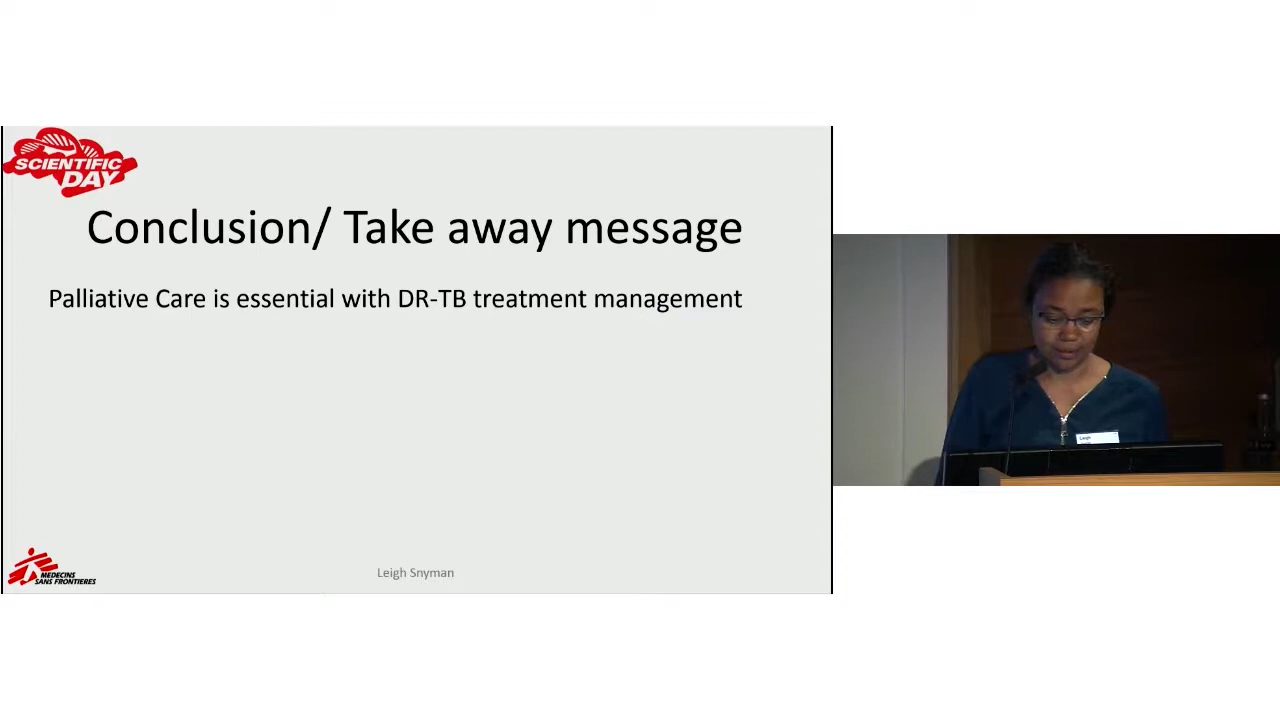 SCIENTIFIC
DAY
Conclusion/ Take away message
Palliative Care is essential with DR-TB treatment management
MEDECINS
SANS FRONTIERES
Leigh Snyman
Leigh